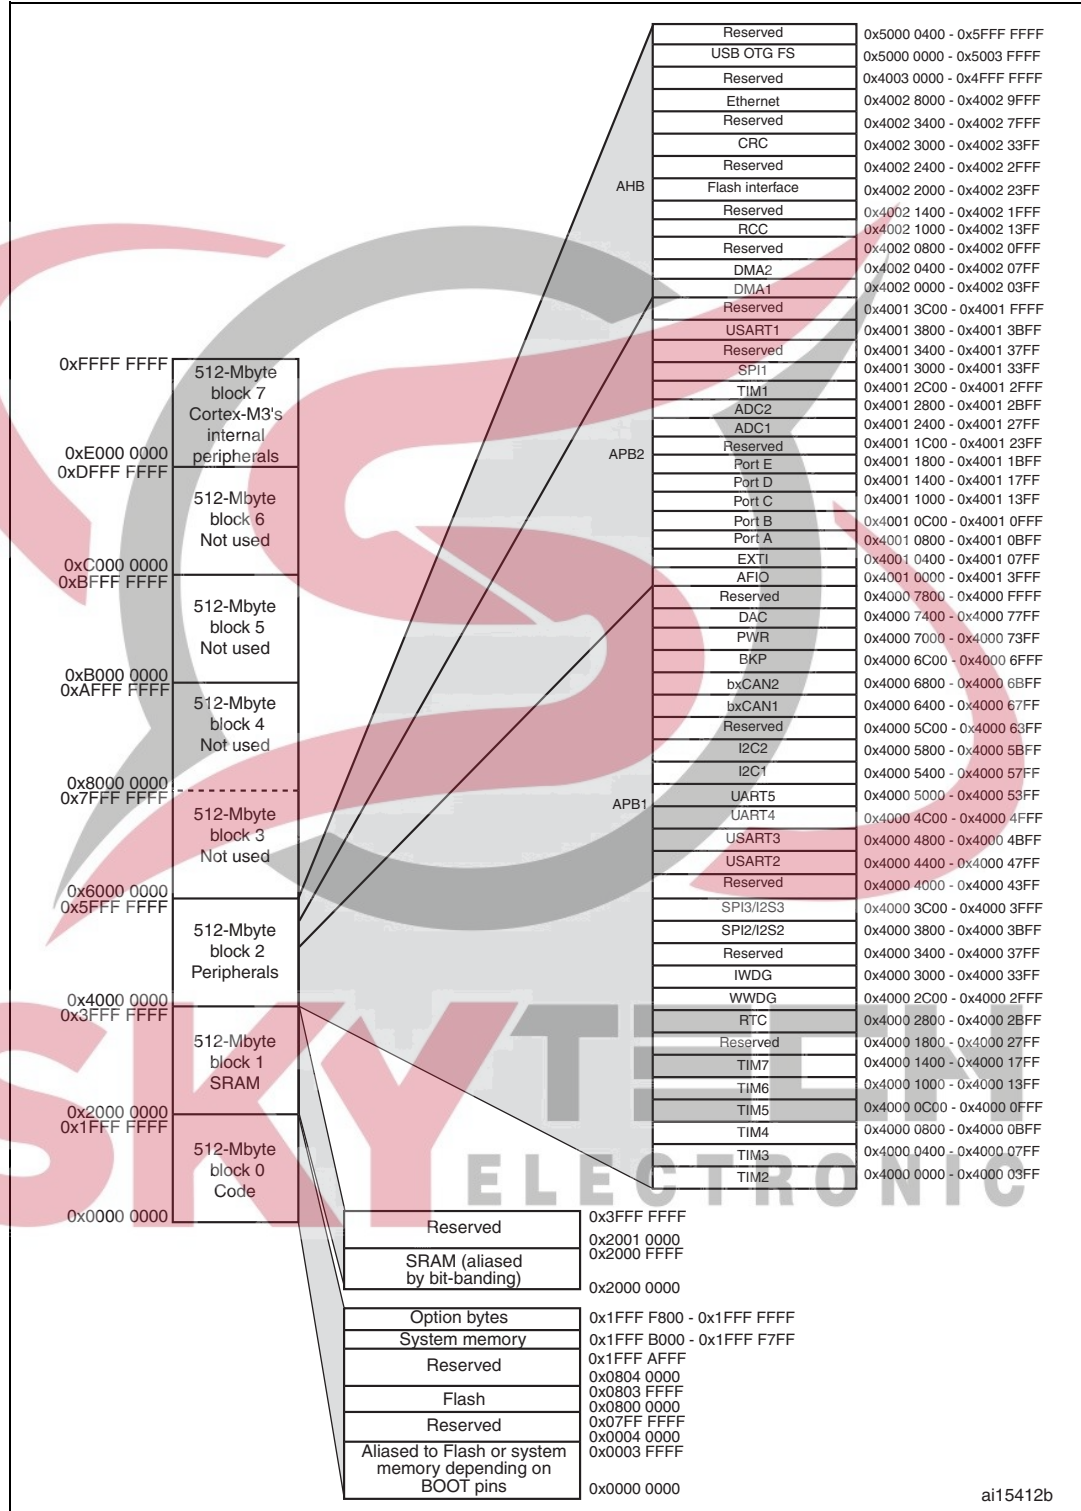 Reserved 0x5000 0400 - 0x5FFF FFFF
USB OTG FS 0x5000 0000 - 0x5003 FFFF
Reserved 0x4003 0000 - 0x4FFF FFFF
Ethernet 0x4002 8000 - 0x4002 9FFF
Reserved 0x4002 3400 - 0x4002 7FFF
CRC 0x4002 3000 - 0x4002 33FF
Reserved 0x4002 2400 - 0x4002 2FFF
AHB
Flash interface 0x4002 2000 - 0x4002 23FF
Reserved 0x4002 1400 - 0x4002 1FFF
RCC 0x4002 1000 - 0x4002 13FF
Reserved 0x4002 0800 - 0x4002 0FFF
DMA2 0x4002 0400 - 0x4002 07FF
DMA1 0x4002 0000 - 0x4002 03FF
Reserved 0x4001 3C00 - 0x4001 FFFF
USART1 0x4001 3800 - 0x4001 3BFF
Reserved 0x4001 3400 - 0x4001 37FF
SPI1 0x4001 3000 - 0x4001 33FF
TIM1 0x4001 2C00 - 0x4001 2FFF
ADC2 0x4001 2800 - 0x4001 2BFF
ADC1 0x4001 2400 - 0x4001 27FF
Reserved 0x4001 1C00 - 0x4001 23FF
APB2
Port E 0x4001 1800 - 0x4001 1BFF
Port D 0x4001 1400 - 0x4001 17FF
Port C 0x4001 1000 - 0x4001 13FF
Port B 0x4001 0C00 - 0x4001 0FFF
Port A 0x4001 0800 - 0x4001 0BFF
EXTI 0x4001 0400 - 0x4001 07FF
AFIO 0x4001 0000 - 0x4001 3FFF
Reserved 0x4000 7800 - 0x4000 FFFF
DAC 0x4000 7400 - 0x4000 77FF
PWR 0x4000 7000 - 0x4000 73FF
BKP 0x4000 6C00 - 0x4000 6FFF
bxCAN2 0x4000 6800 - 0x4000 6BFF
bxCAN1 0x4000 6400 - 0x4000 67FF
Reserved 0x4000 5C00 - 0x4000 63FF
I2C2 0x4000 5800 - 0x4000 5BFF
I2C1 0x4000 5400 - 0x4000 57FF
APB1
UART5 0x4000 5000 - 0x4000 53FF
UART4 0x4000 4C00 - 0x4000 4FFF
USART3 0x4000 4800 - 0x4000 4BFF
USART2 0x4000 4400 - 0x4000 47FF
Reserved 0x4000 4000 - 0x4000 43FF
SPI3/I2S3 0x4000 3C00 - 0x4000 3FFF
SPI2/I2S2 0x4000 3800 - 0x4000 3BFF
Reserved 0x4000 3400 - 0x4000 37FF
IWDG 0x4000 3000 - 0x4000 33FF
WWDG 0x4000 2C00 - 0x4000 2FFF
RTC 0x4000 2800 - 0x4000 2BFF
Reserved 0x4000 1800 - 0x4000 27FF
TIM7 0x4000 1400 - 0x4000 17FF
TIM6 0x4000 1000 - 0x4000 13FF
TIM5 0x4000 0C00 - 0x4000 0FFF
TIM4 0x4000 0800 - 0x4000 0BFF
TIM3 0x4000 0400 - 0x4000 07FF
TIM2 0x4000 0000 - 0x4000 03FF
0xFFFF FFFF
512-Mbyte
block 7
Cortex-M3's
internal
peripherals
0xE000 0000
0xDFFF FFFF
512-Mbyte
block 6
Not used
0xC000 0000
0xBFFF FFFF
512-Mbyte
block 5
Not used
0xB000 0000
0xAFFF FFFF
512-Mbyte
block 4
Not used
0x8000 0000
0x7FFF FFFF
512-Mbyte
block 3
Not used
0x6000 0000
0x5FFF FFFF
512-Mbyte
block 2
Peripherals
0x4000 0000
0x3FFF FFFF
512-Mbyte
block 1
SRAM
0x2000 0000
0x1FFF FFFF
512-Mbyte
block 0
Code
0x0000 0000
SKYTECH
ELECTRONIC
Reserved
0x3FFF FFFF
0x2001 0000
0x2000 FFFF
SRAM (aliased
by bit-banding)
0x2000 0000
Option bytes 0x1FFF F800 - 0x1FFF FFFF
System memory 0x1FFF B000 - 0x1FFF F7FF
0x1FFF AFFF
Reserved
0x0804 0000
0x0803 FFFF
Flash
0x0800 0000
0x07FF FFFF
Reserved
0x0004 0000
0x0003 FFFF
Aliased to Flash or system
memory depending on
BOOT pins
0x0000 0000
ai15412b